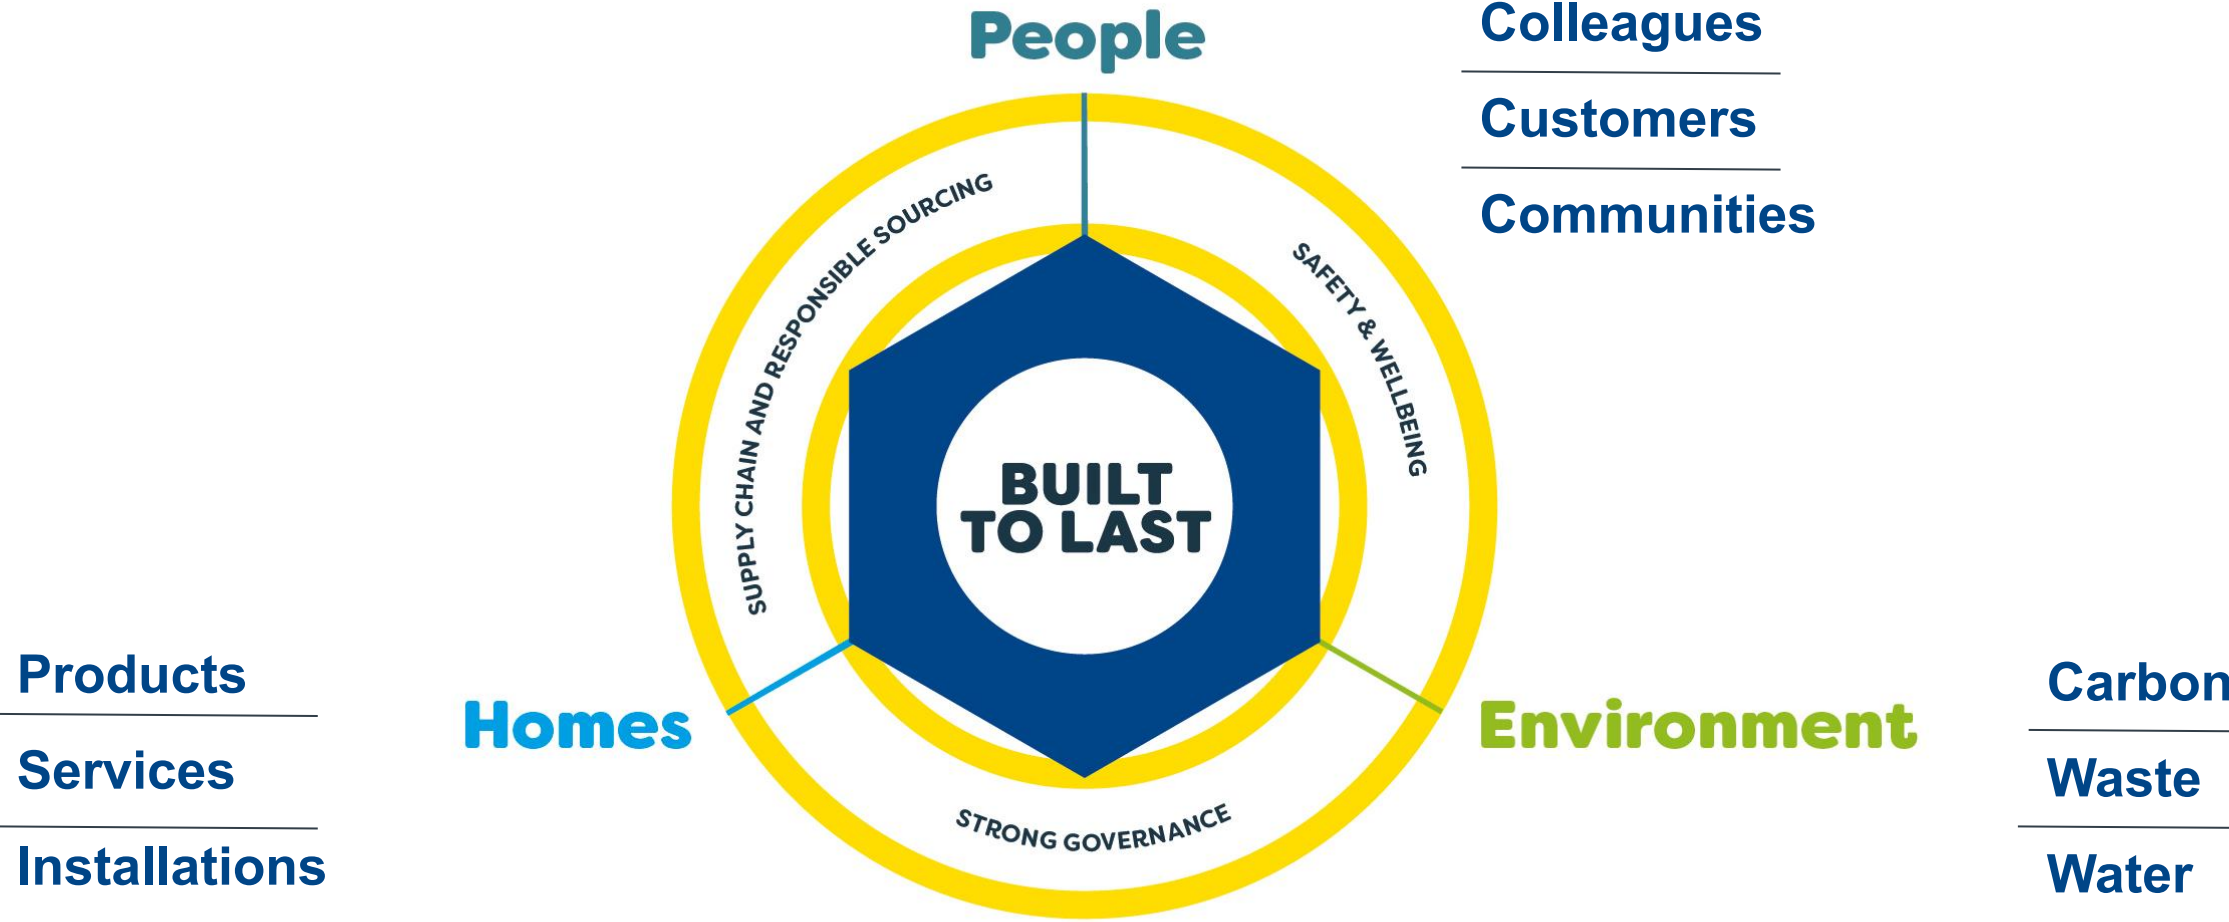 People
Colleagues
Customers
Communities
SUPPLY CHAIN AND RESPONSIBLE SOURCING
SAFETY & WELLBEING
BUILT
TO LAST
STRONG GOVERNANCE
Homes
Products
Services
Installations
Environment
Carbon
Waste
Water